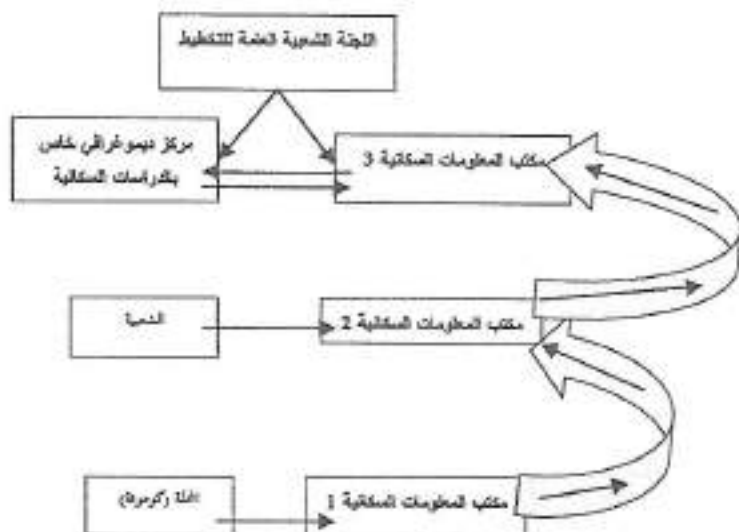 اللجنة الشعبية العامة للتخطيط
مركز ديموغرافي خاص
بالدراسات السكانية
مكتب المعلومات السكانية 3
مكتب المعلومات السكانية 2
مكتب المعلومات السكانية 1